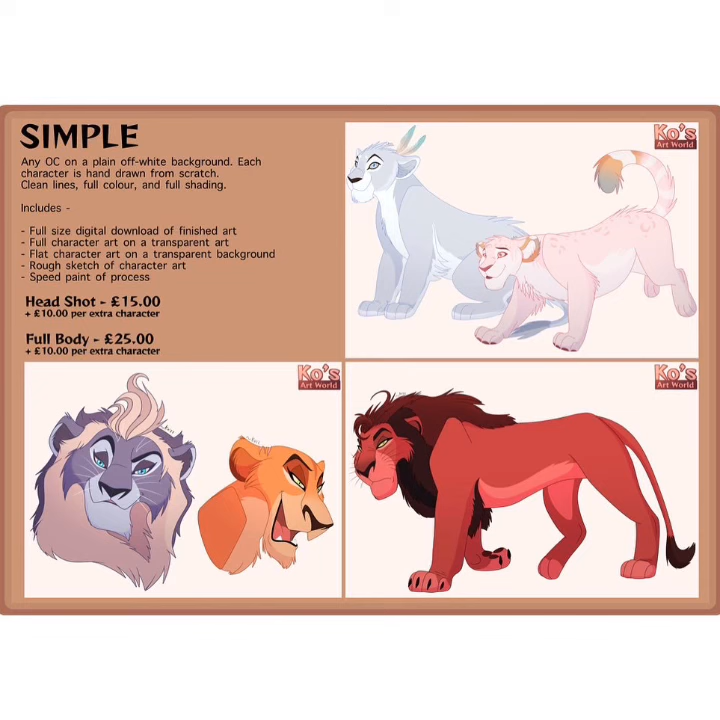 SIMPLE
Any OC on a plain off-white background. Each
character is hand drawn from scratch.
Clean lines, full colour, and full shading.
Includes -
- Full size digital download of finished art
- Full character art on a transparent art
- Flat character art on a transparent background
- Rough sketch of character art
- Speed paint of process
Head Shot - £15.00
+ £10.00 per extra character
Full Body - £25.00
+ £10.00 per extra character
Ko's
Art World
Ko's
Art World
Ko's
Art World